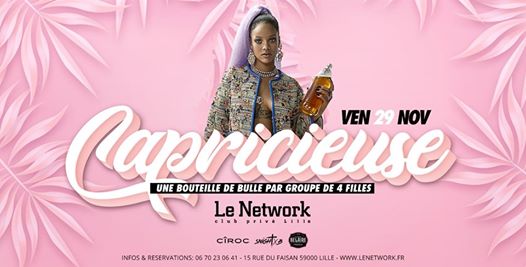 VEN 29 NOV
Capricieuse
UNE BOUTEILLE DE BULLE PAR GROUPE DE 4 FILLES
Le Network
club privé Lille
CÎROC
INFOS & RESERVATIONS: 06 70 23 06 41 - 15 RUE DU FAISAN 59000 LILLE - WWW.LENETWORK.FR